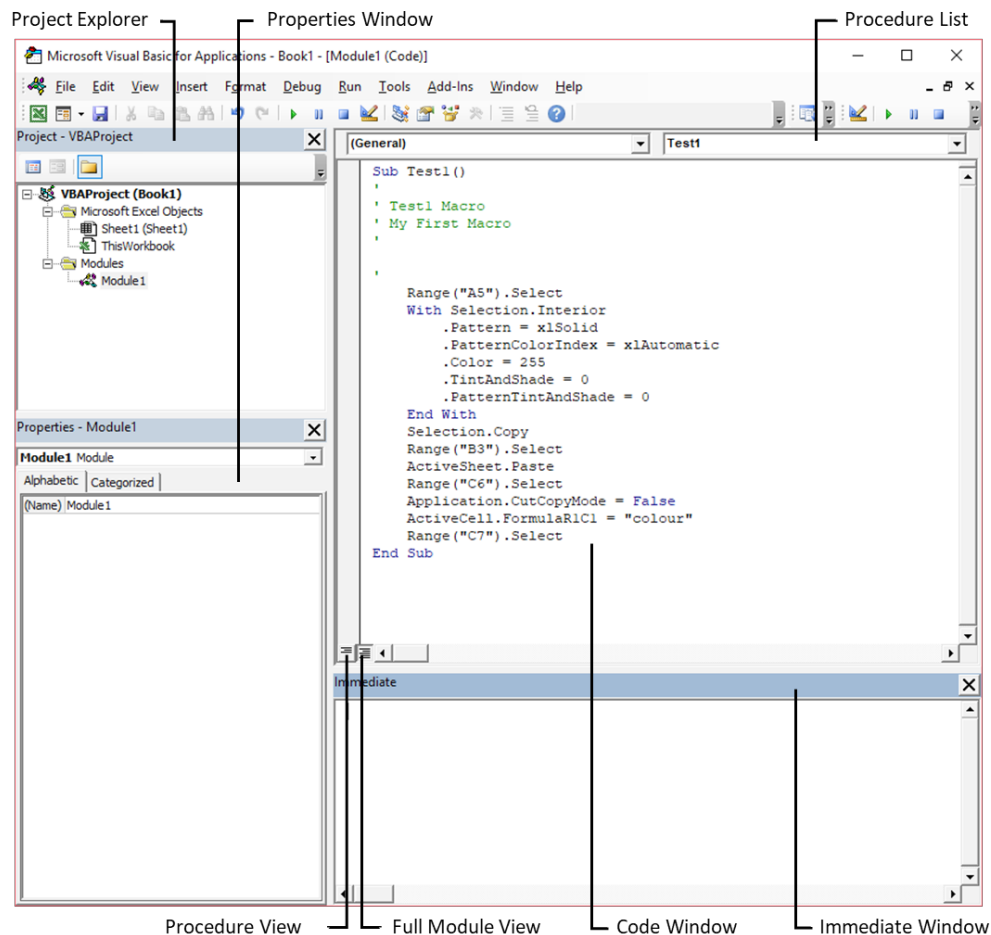 Project Explorer
Properties Window
Procedure List
Microsoft Visual Basic for Applications - Book1 - [Module1 (Code)]
File Edit View Insert Format Debug Run Tools Add-Ins Window Help
Project - VBAProject
(General)
Test1
VBAProject (Book1)
Microsoft Excel Objects
Sheet1 (Sheet1)
ThisWorkbook
Modules
Module1
Sub Test1()
'
' Test1 Macro
' My First Macro
'
'
Range("A5").Select
With Selection.Interior
.Pattern = xlSolid
.PatternColorIndex = xlAutomatic
.Color = 255
.TintAndShade = 0
.PatternTintAndShade = 0
End With
Selection.Copy
Range("B3").Select
ActiveSheet.Paste
Range("C6").Select
Application.CutCopyMode = False
ActiveCell.FormulaR1C1 = "colour"
Range("C7").Select
End Sub
Properties - Module1
Module1 Module
Alphabetic Categorized
(Name) Module1
Immediate
Procedure View
Full Module View
Code Window
Immediate Window